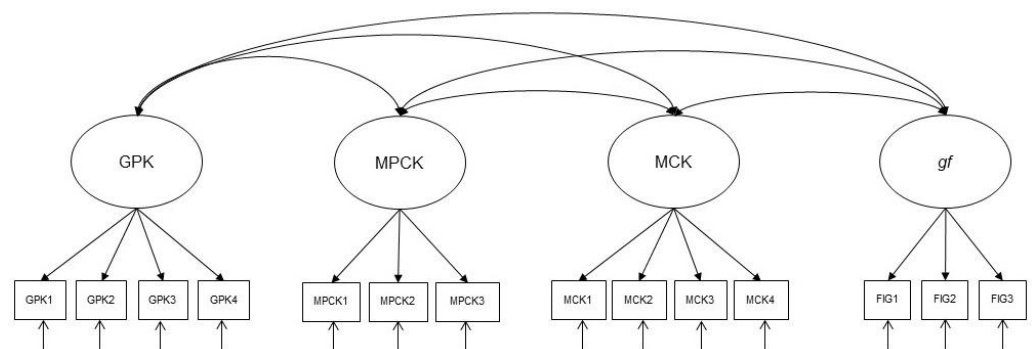 GPK
MPCK
MCK
gf
GPK1 GPK2 GPK3 GPK4
MPCK1 MPCK2 MPCK3
MCK1 MCK2 MCK3 MCK4
FIG1 FIG2 FIG3